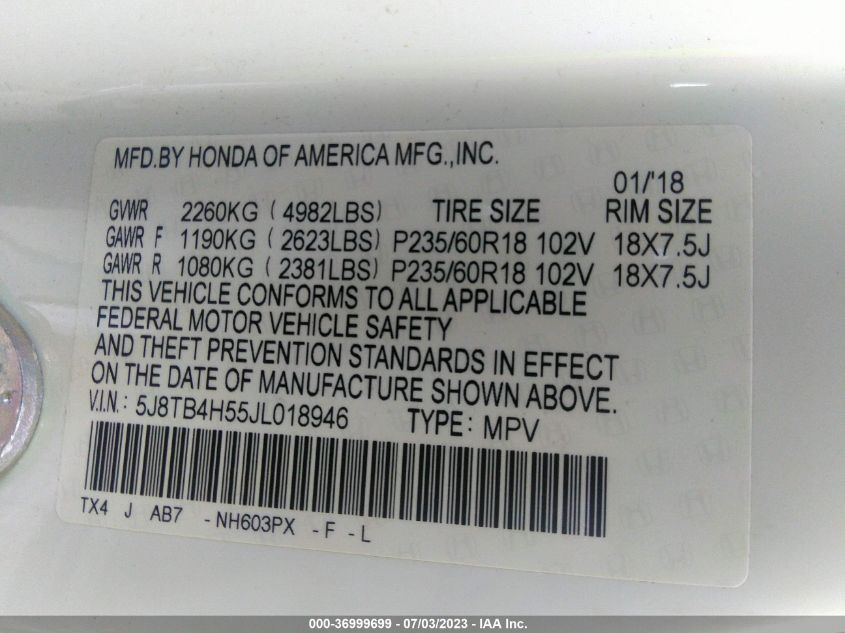 MFD.BY HONDA OF AMERICA MFG.,INC.
01/'18
GVWR 2260KG ( 4982LBS) TIRE SIZE RIM SIZE
GAWR F 1190KG ( 2623LBS) P235/60R18 102V 18X7.5J
GAWR R 1080KG ( 2381LBS) P235/60R18 102V 18X7.5J
THIS VEHICLE CONFORMS TO ALL APPLICABLE
FEDERAL MOTOR VEHICLE SAFETY
AND THEFT PREVENTION STANDARDS IN EFFECT
ON THE DATE OF MANUFACTURE SHOWN ABOVE.
V.I.N.: 5J8TB4H55JL018946 TYPE: MPV
TX4 J AB7 -NH603PX -F -L
000-36999699 - 07/03/2023 - IAA Inc.